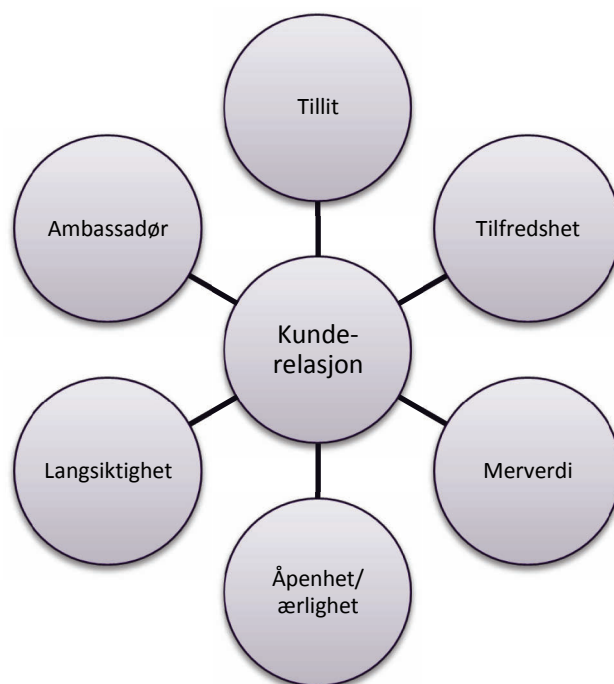 Tillit
Ambassadør
Tilfredshet
Kunde-
relasjon
Langsiktighet
Merverdi
Åpenhet/
ærlighet